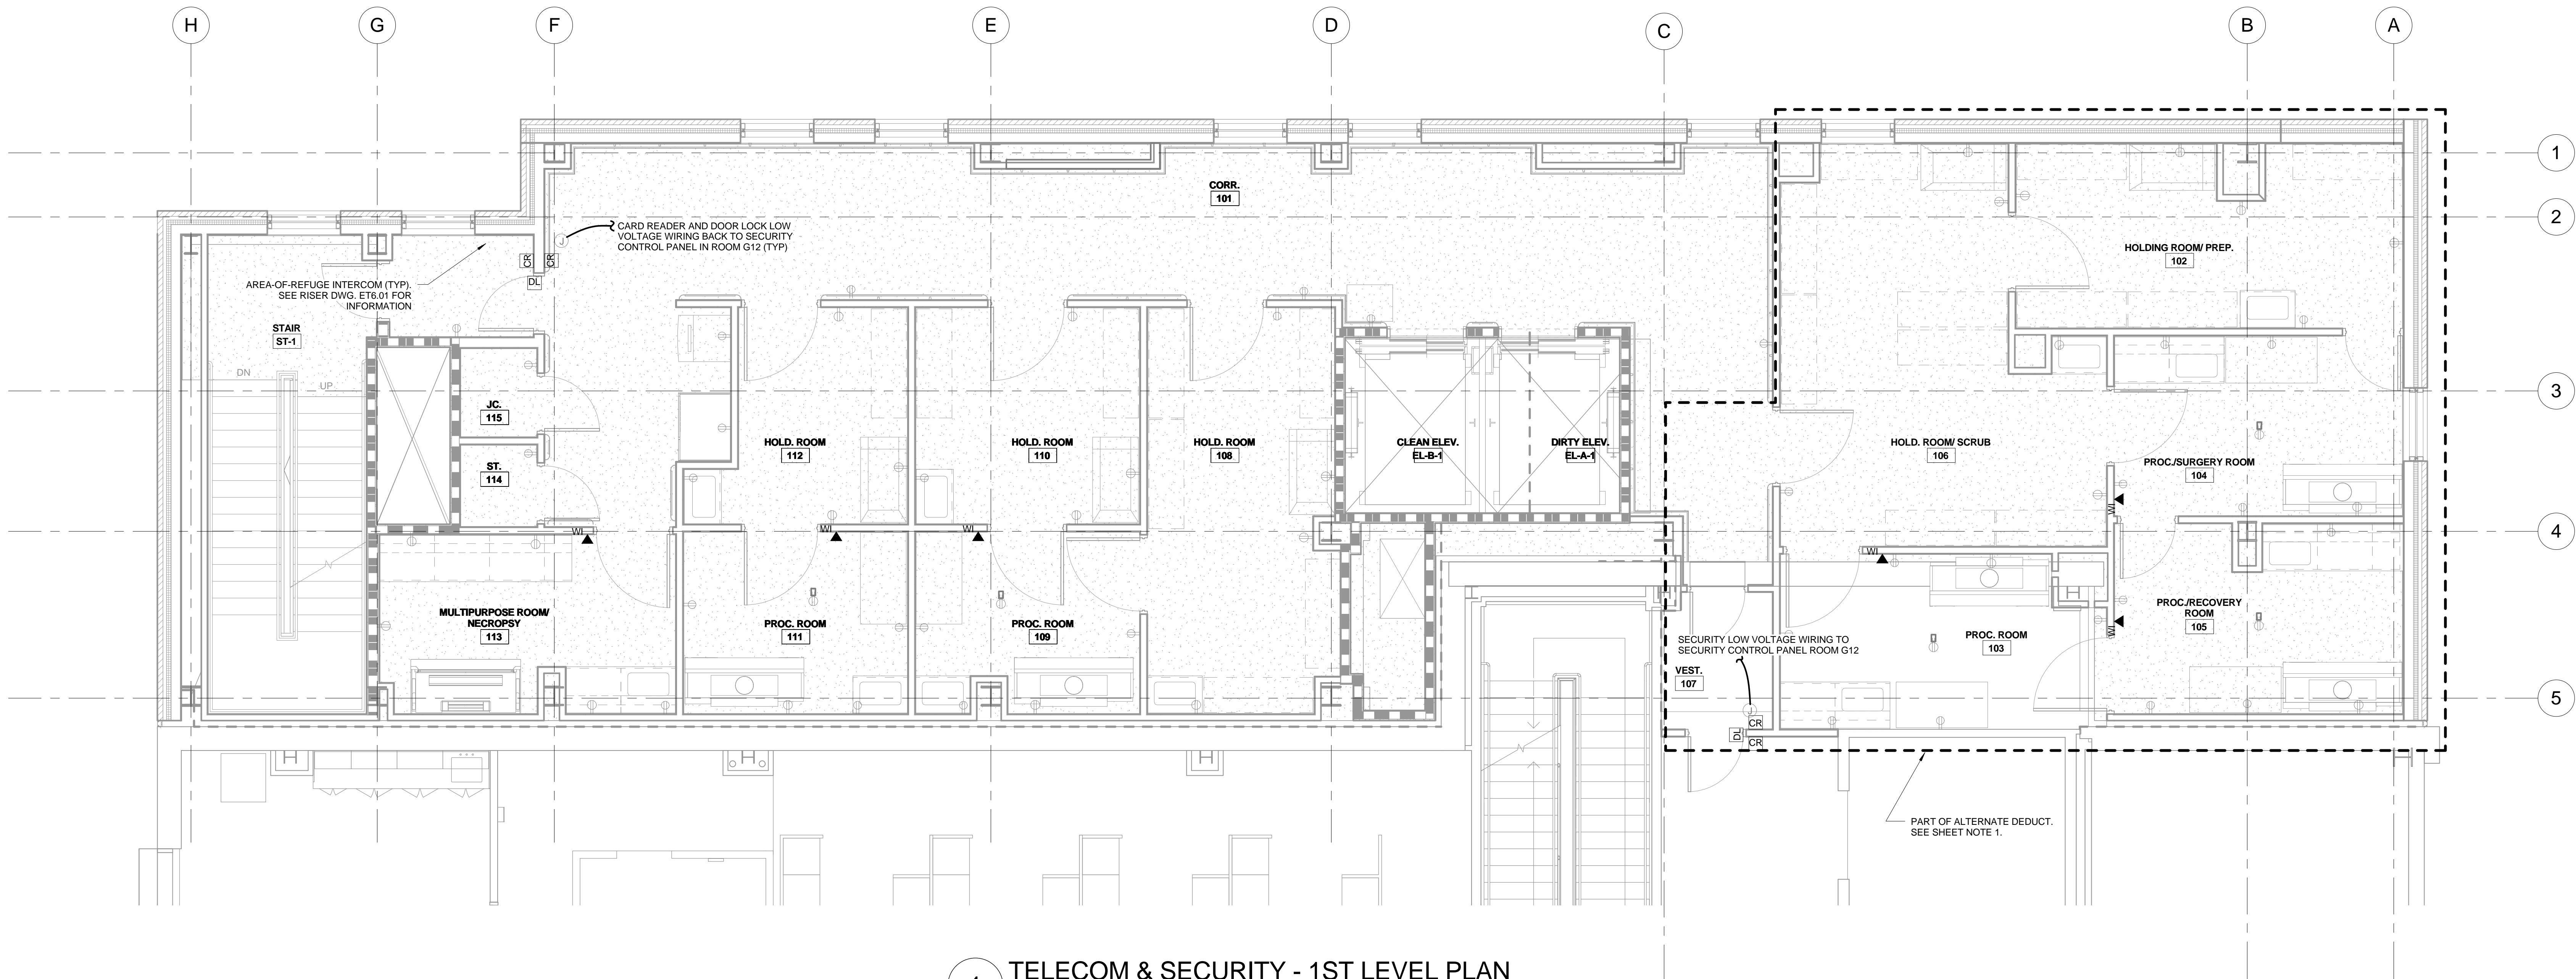 H G F E D C B A
1
2
3
4
5
CORR.
101
CARD READER AND DOOR LOCK LOW
VOLTAGE WIRING BACK TO SECURITY
CONTROL PANEL IN ROOM G12 (TYP)
J
CR
CR
DL
AREA-OF-REFUGE INTERCOM (TYP).
SEE RISER DWG. ET6.01 FOR
INFORMATION
STAIR
ST-1
DN
UP
HOLDING ROOM/ PREP.
102
JC.
115
ST.
114
HOLD. ROOM
112
HOLD. ROOM
110
HOLD. ROOM
108
CLEAN ELEV.
EL-B-1
DIRTY ELEV.
EL-A-1
HOLD. ROOM/ SCRUB
106
PROC./SURGERY ROOM
104
WI
WI
WI
WI
WI
WI
MULTIPURPOSE ROOM/
NECROPSY
113
PROC. ROOM
111
PROC. ROOM
109
PROC./RECOVERY
ROOM
105
PROC. ROOM
103
SECURITY LOW VOLTAGE WIRING TO
SECURITY CONTROL PANEL ROOM G12
VEST.
107
J
CR
DL
CR
PART OF ALTERNATE DEDUCT.
SEE SHEET NOTE 1.
TELECOM & SECURITY - 1ST LEVEL PLAN